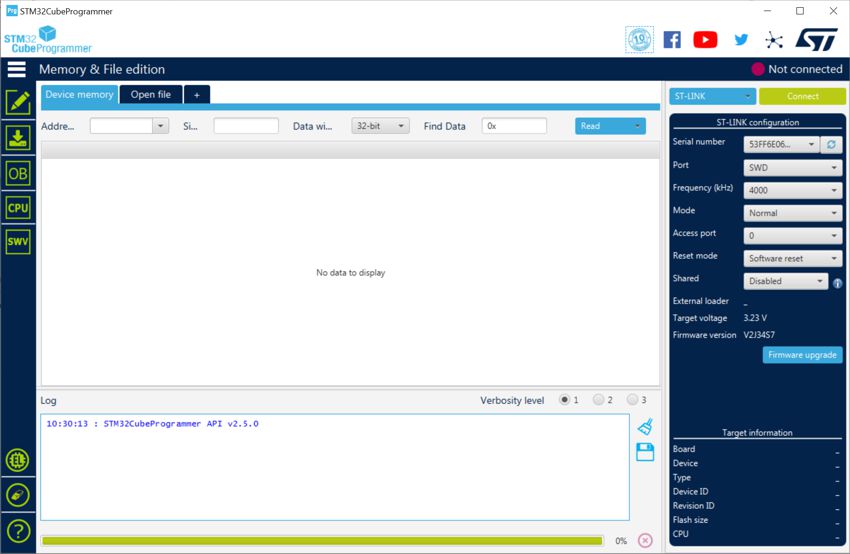 Prg STM32CubeProgrammer
STM32
CubeProgrammer
Memory & File edition
Not connected
Device memory Open file +
ST-LINK Connect
Addre... Si... Data wi... 32-bit Find Data 0x Read
ST-LINK configuration
Serial number 53FF6E06...
Port SWD
Frequency (kHz) 4000
Mode Normal
Access port 0
Reset mode Software reset
Shared Disabled
External loader _
Target voltage 3.23 V
Firmware version V2J34S7
Firmware upgrade
OB
CPU
SWV
No data to display
Log Verbosity level 1 2 3
10:30:13 : STM32CubeProgrammer API v2.5.0
Target information
Board _
Device _
Type _
Device ID _
Revision ID _
Flash size _
CPU _
0%